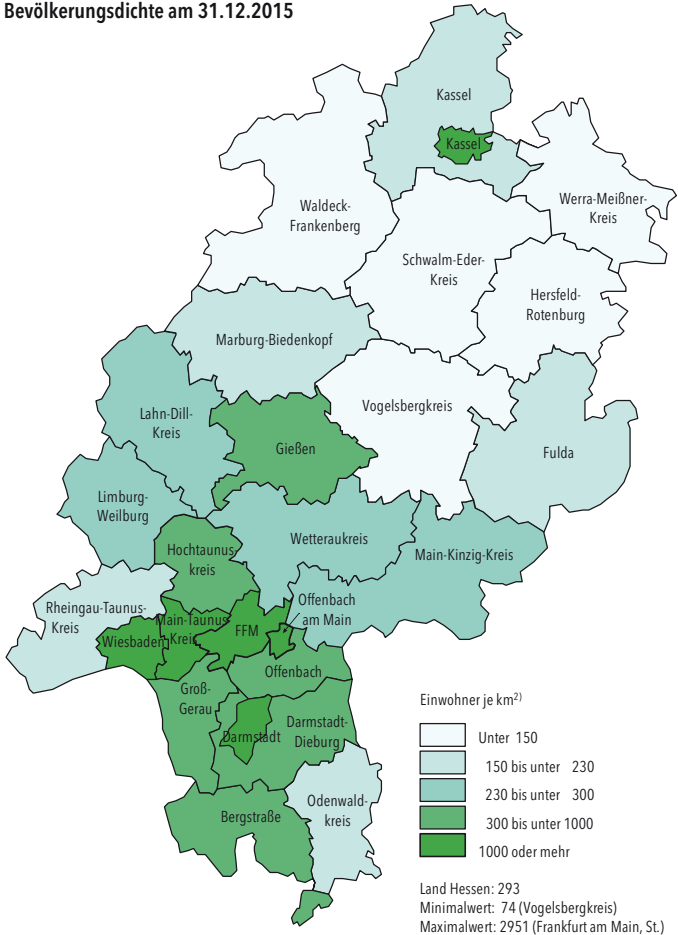 Bevölkerungsdichte am 31.12.2015
Kassel
Kassel
Werra-Meißner-
Kreis
Waldeck-
Frankenberg
Schwalm-Eder-
Kreis
Hersfeld-
Rotenburg
Marburg-Biedenkopf
Vogelsbergkreis
Lahn-Dill-
Kreis
Gießen
Fulda
Limburg-
Weilburg
Wetteraukreis
Main-Kinzig-Kreis
Hochtaunus-
kreis
Rheingau-Taunus-
Kreis
Wiesbaden
Main-Taunus-
Kreis
FFM
Offenbach
am Main
Offenbach
Groß-
Gerau
Darmstadt
Darmstadt-
Dieburg
Odenwald-
kreis
Bergstraße
Einwohner je km²⁾
Unter 150
150 bis unter 230
230 bis unter 300
300 bis unter 1000
1000 oder mehr
Land Hessen: 293
Minimalwert: 74 (Vogelsbergkreis)
Maximalwert: 2951 (Frankfurt am Main, St.)